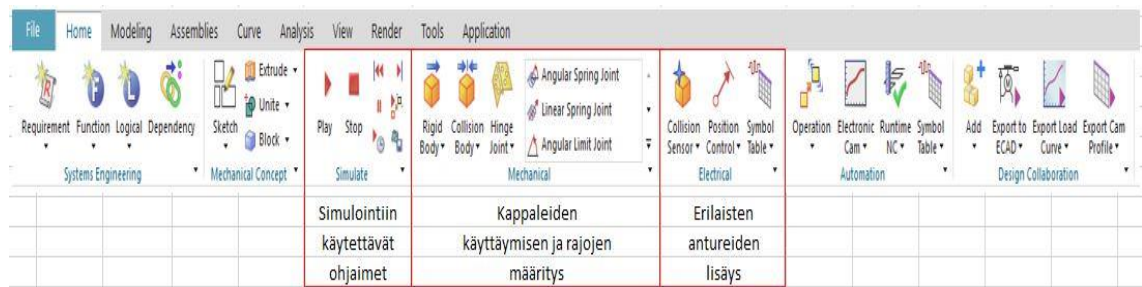 File Home Modeling Assemblies Curve Analysis View Render Tools Application
Extrude
Unite
Block
Angular Spring Joint
Linear Spring Joint
Angular Limit Joint
Requirement Function Logical Dependency Sketch Play Stop Rigid Body Collision Body Hinge Joint Collision Sensor Position Control Symbol Table Operation Electronic Cam Runtime NC Symbol Table Add Export to ECAD Export Load Curve Export Cam Profile
Systems Engineering Mechanical Concept Simulate Mechanical Electrical Automation Design Collaboration
Simulointiin Kappaleiden Erilaisten
käytettävät käyttäymisen ja rajojen antureiden
ohjaimet määritys lisäys